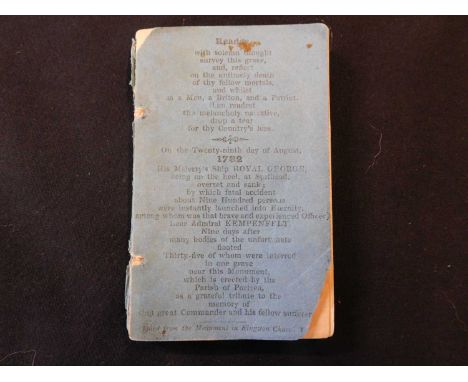 Reader,
with solemn thought
survey this grave,
and, reflect
on the untimely death
of thy fellow mortals,
and whilst
as a Man, a Briton, and a Patriot,
thou readest
the melancholy narrative,
drop a tear
for thy Country's loss.
On the Twenty-ninth day of August,
1782
His Majesty's Ship ROYAL GEORGE,
being on the heel, at Spithead,
overset and sunk;
by which fatal accident
about Nine Hundred persons
were instantly launched into Eternity,
among whom was that brave and experienced Officer,
Rear Admiral KEMPENFELT.
Nine days after
many bodies of the unfortunate
floated
Thirty-five of whom were interred
in one grave
near this Monument,
which is erected by the
Parish of Portsea,
as a grateful tribute to the
memory of
that great Commander and his fellow sufferers
from the Monument in Kingston